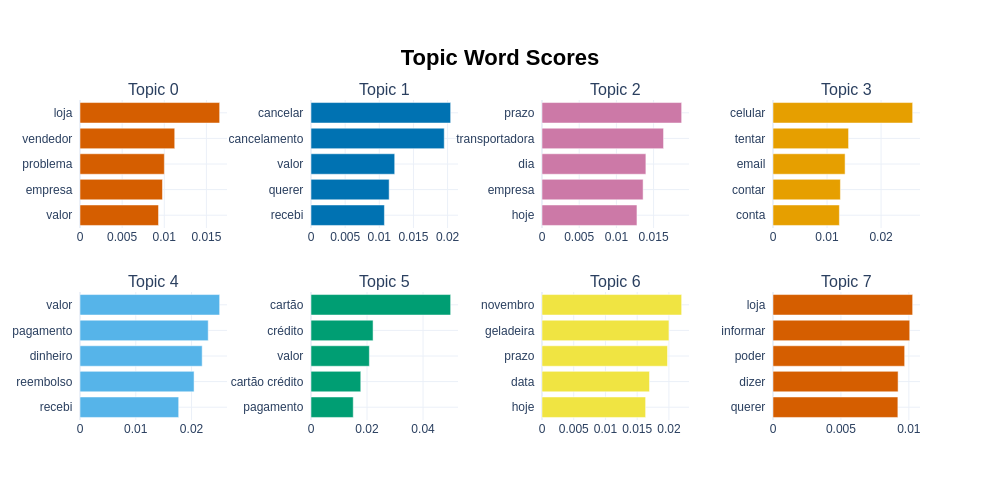 Topic Word Scores
Topic 0
loja
vendedor
problema
empresa
valor
0 0.005 0.01 0.015
Topic 1
cancelar
cancelamento
valor
querer
recebi
0 0.005 0.01 0.015 0.02
Topic 2
prazo
transportadora
dia
empresa
hoje
0 0.005 0.01 0.015
Topic 3
celular
tentar
email
contar
conta
0 0.01 0.02
Topic 4
valor
pagamento
dinheiro
reembolso
recebi
0 0.01 0.02
Topic 5
cartão
crédito
valor
cartão crédito
pagamento
0 0.02 0.04
Topic 6
novembro
geladeira
prazo
data
hoje
0 0.005 0.01 0.015 0.02
Topic 7
loja
informar
poder
dizer
querer
0 0.005 0.01